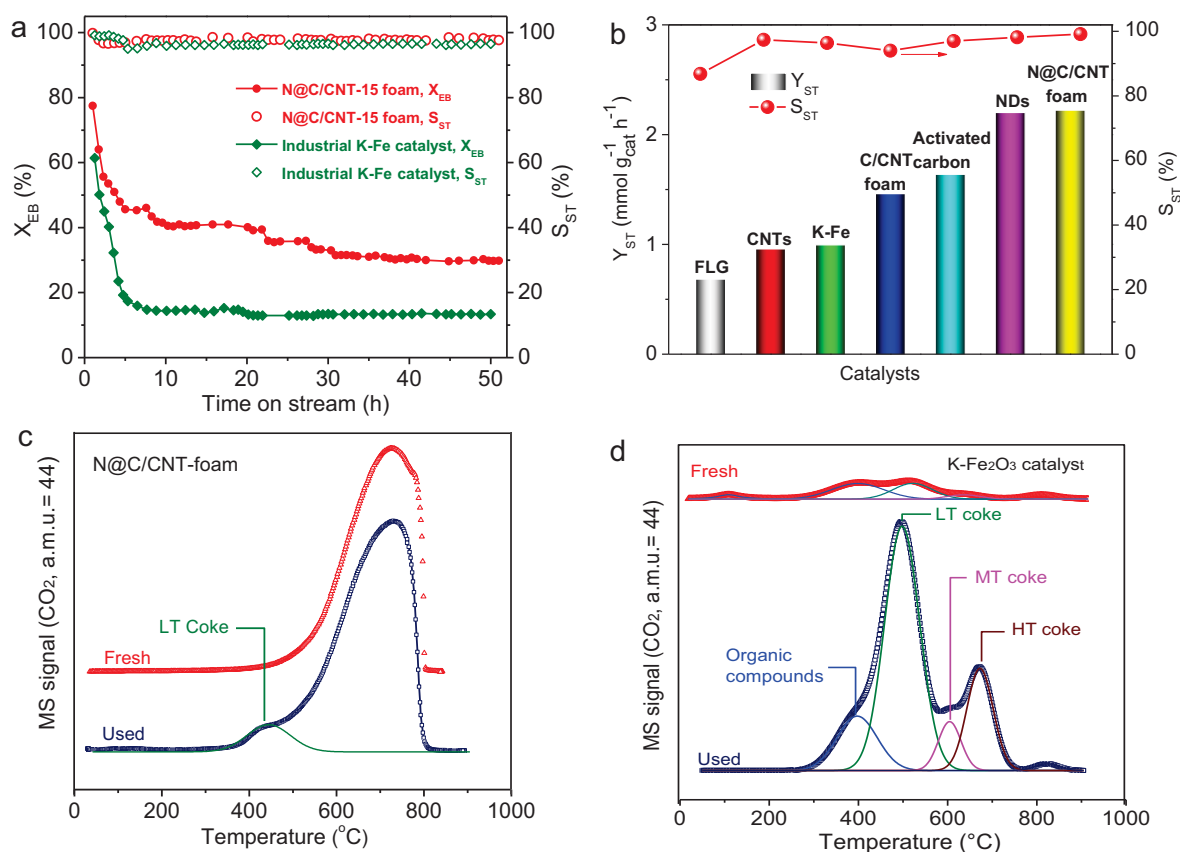 a
100
80
60
40
20
0
X_EB (%)
N@C/CNT-15 foam, X_EB
N@C/CNT-15 foam, S_ST
Industrial K-Fe catalyst, X_EB
Industrial K-Fe catalyst, S_ST
100
80
60
40
20
0
S_ST (%)
0 10 20 30 40 50
Time on stream (h)
b
3
2
1
0
Y_ST (mmol g_cat^-1 h^-1)
Y_ST
S_ST
FLG
CNTs
K-Fe
C/CNT
foam
Activated
carbon
NDs
N@C/CNT
foam
100
80
60
40
20
0
S_ST (%)
Catalysts
c
N@C/CNT-foam
MS signal (CO2, a.m.u.= 44)
LT Coke
Fresh
Used
0 200 400 600 800 1000
Temperature (°C)
d
K-Fe2O3 catalyst
Fresh
MS signal (CO2, a.m.u.= 44)
LT coke
MT coke
HT coke
Organic
compounds
Used
0 200 400 600 800 1000
Temperature (°C)